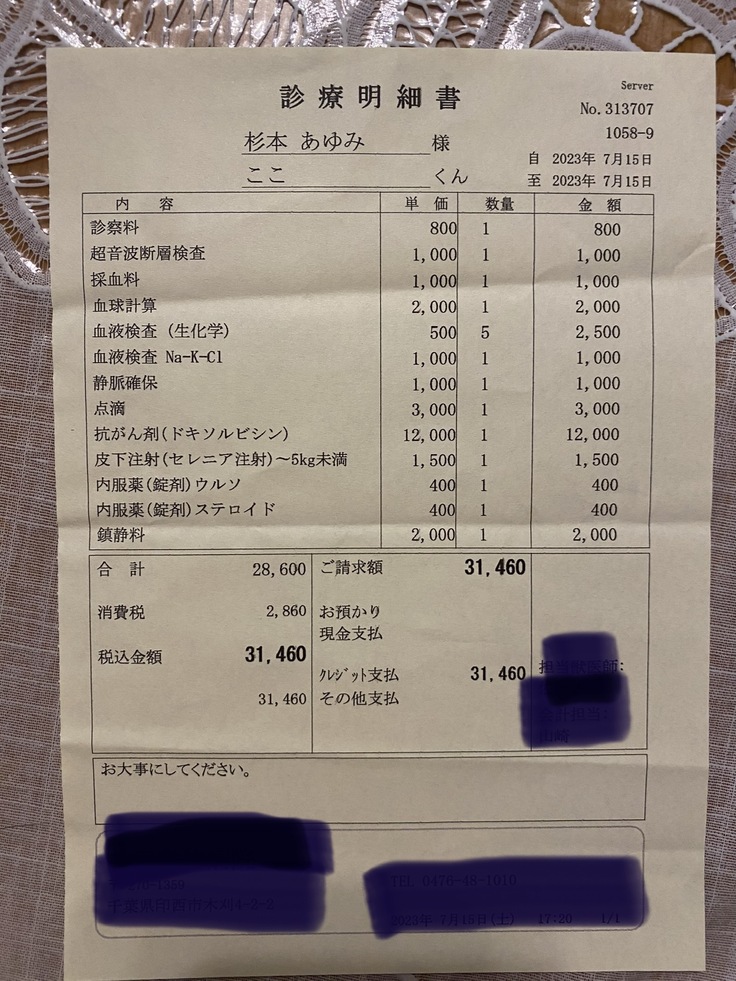 Server
診療明細書
No. 313707
1058-9
杉本 あゆみ 様
自 2023年 7月15日
ここ くん
至 2023年 7月15日
内 容 単 価 数量 金 額
診察料 800 1 800
超音波断層検査 1,000 1 1,000
採血料 1,000 1 1,000
血球計算 2,000 1 2,000
血液検査 (生化学) 500 5 2,500
血液検査 Na-K-Cl 1,000 1 1,000
静脈確保 1,000 1 1,000
点滴 3,000 1 3,000
抗がん剤(ドキソルビシン) 12,000 1 12,000
皮下注射(セレニア注射)～5kg未満 1,500 1 1,500
内服薬(錠剤)ウルソ 400 1 400
内服薬(錠剤)ステロイド 400 1 400
鎮静料 2,000 1 2,000
合 計 28,600 ご請求額 31,460
消費税 2,860 お預かり
現金支払
税込金額 31,460
ｸﾚｼﾞｯﾄ支払 31,460
31,460 その他支払
お大事にしてください。